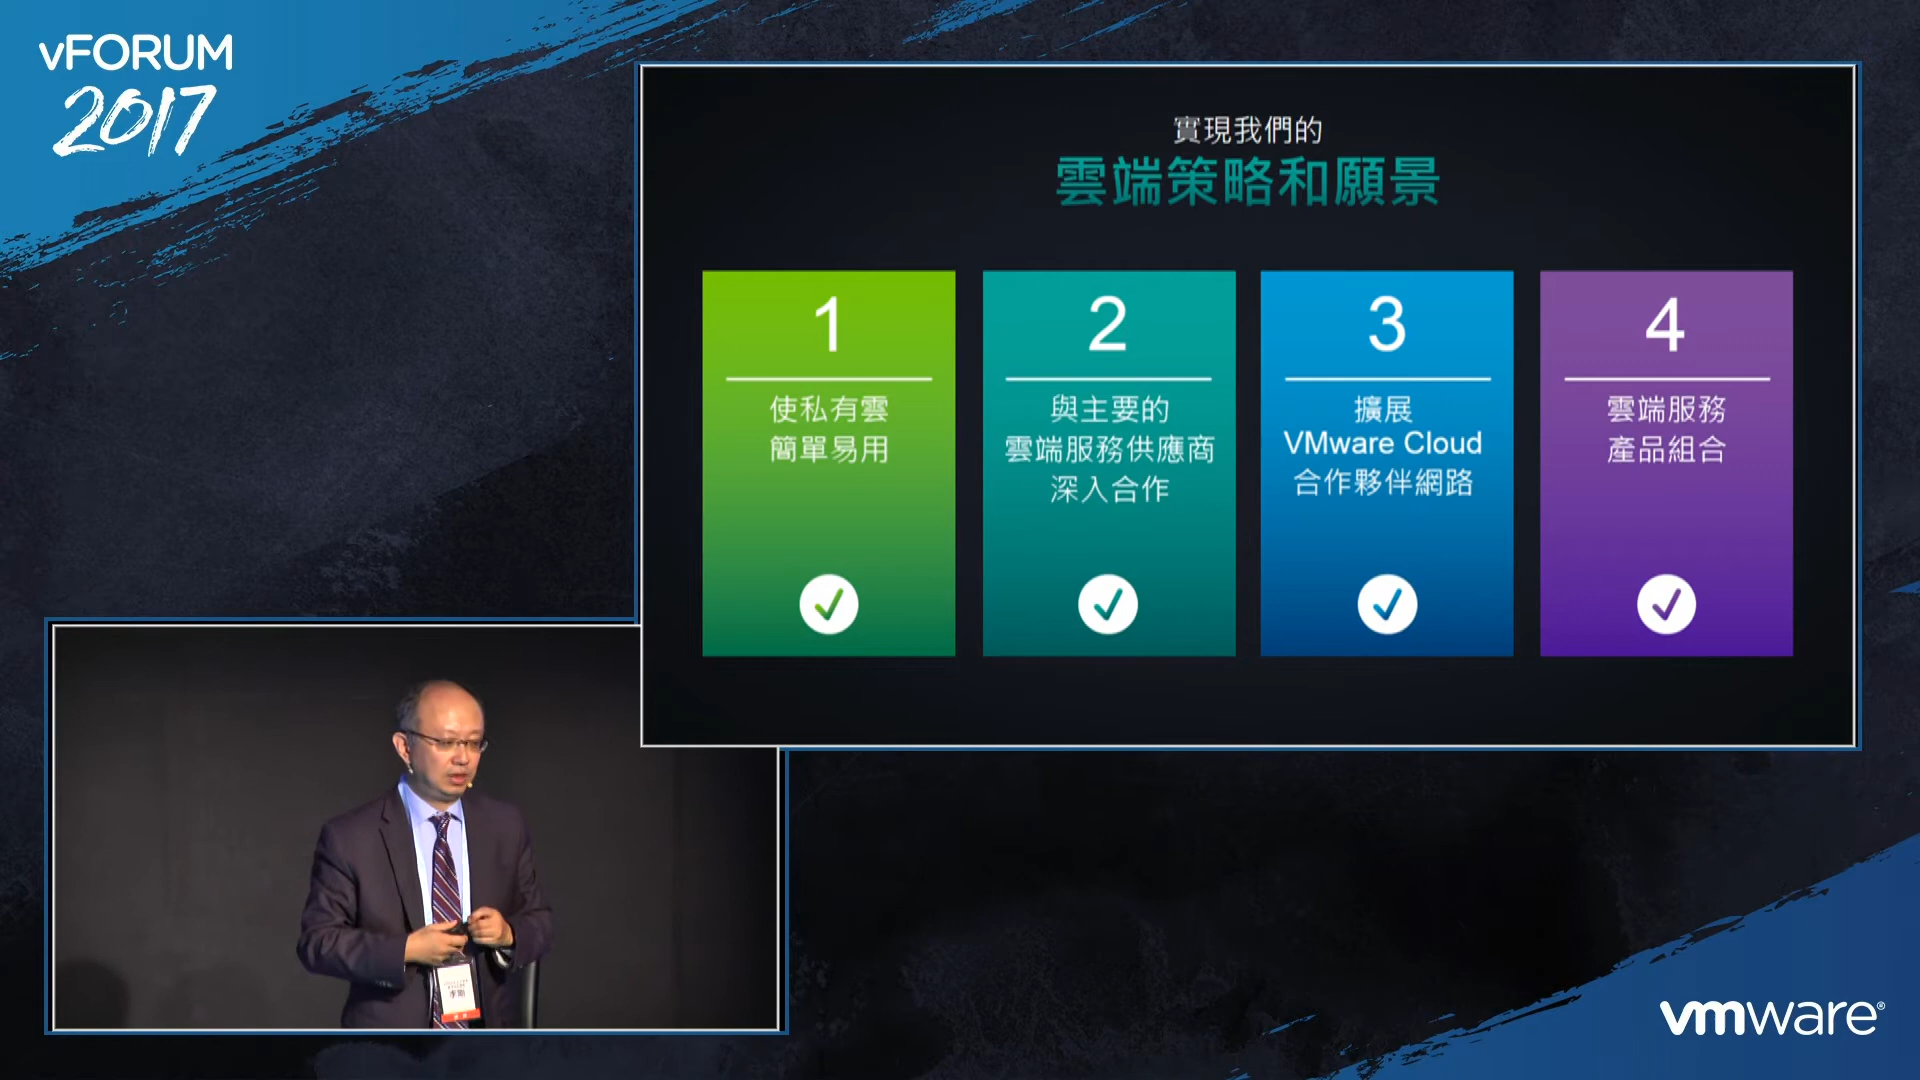 vFORUM
2017
實現我們的
雲端策略和願景
1
使私有雲
簡單易用
2
與主要的
雲端服務供應商
深入合作
3
擴展
VMware Cloud
合作夥伴網路
4
雲端服務
產品組合
李剛
vmware®